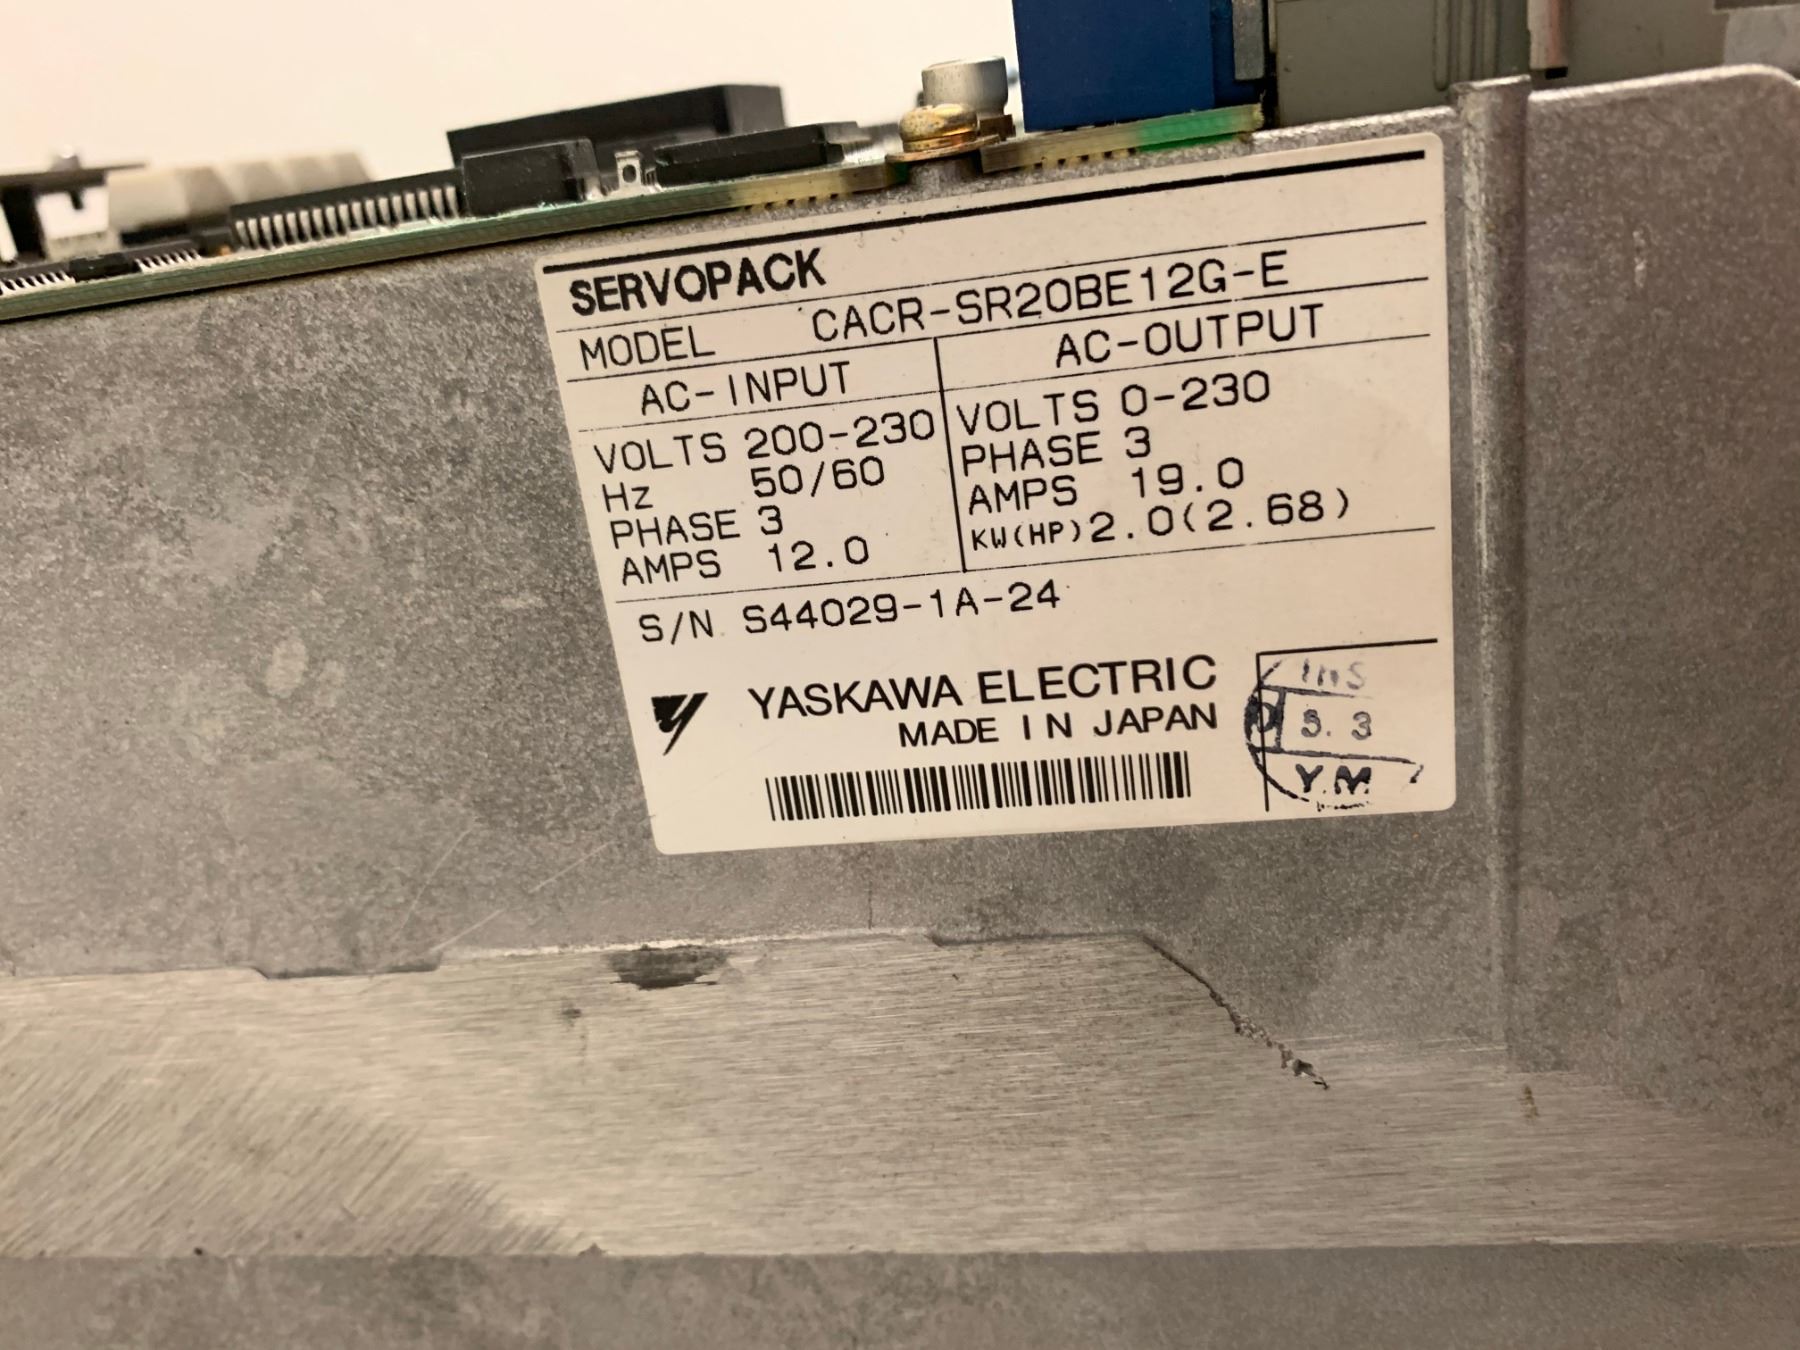 SERVOPACK
MODEL CACR-SR20BE12G-E
AC-INPUT AC-OUTPUT
VOLTS 200-230 VOLTS 0-230
Hz 50/60 PHASE 3
PHASE 3 AMPS 19.0
AMPS 12.0 KW(HP) 2.0(2.68)
S/N S44029-1A-24
YASKAWA ELECTRIC
MADE IN JAPAN
Y.M.